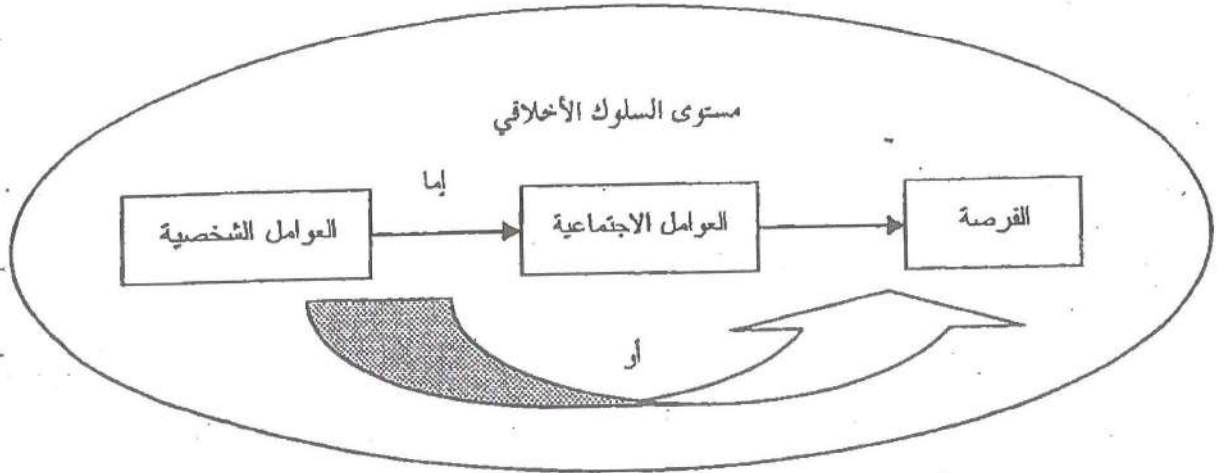 مستوى السلوك الأخلاقي
إما
العوامل الشخصية
العوامل الاجتماعية
الفرصة
أو